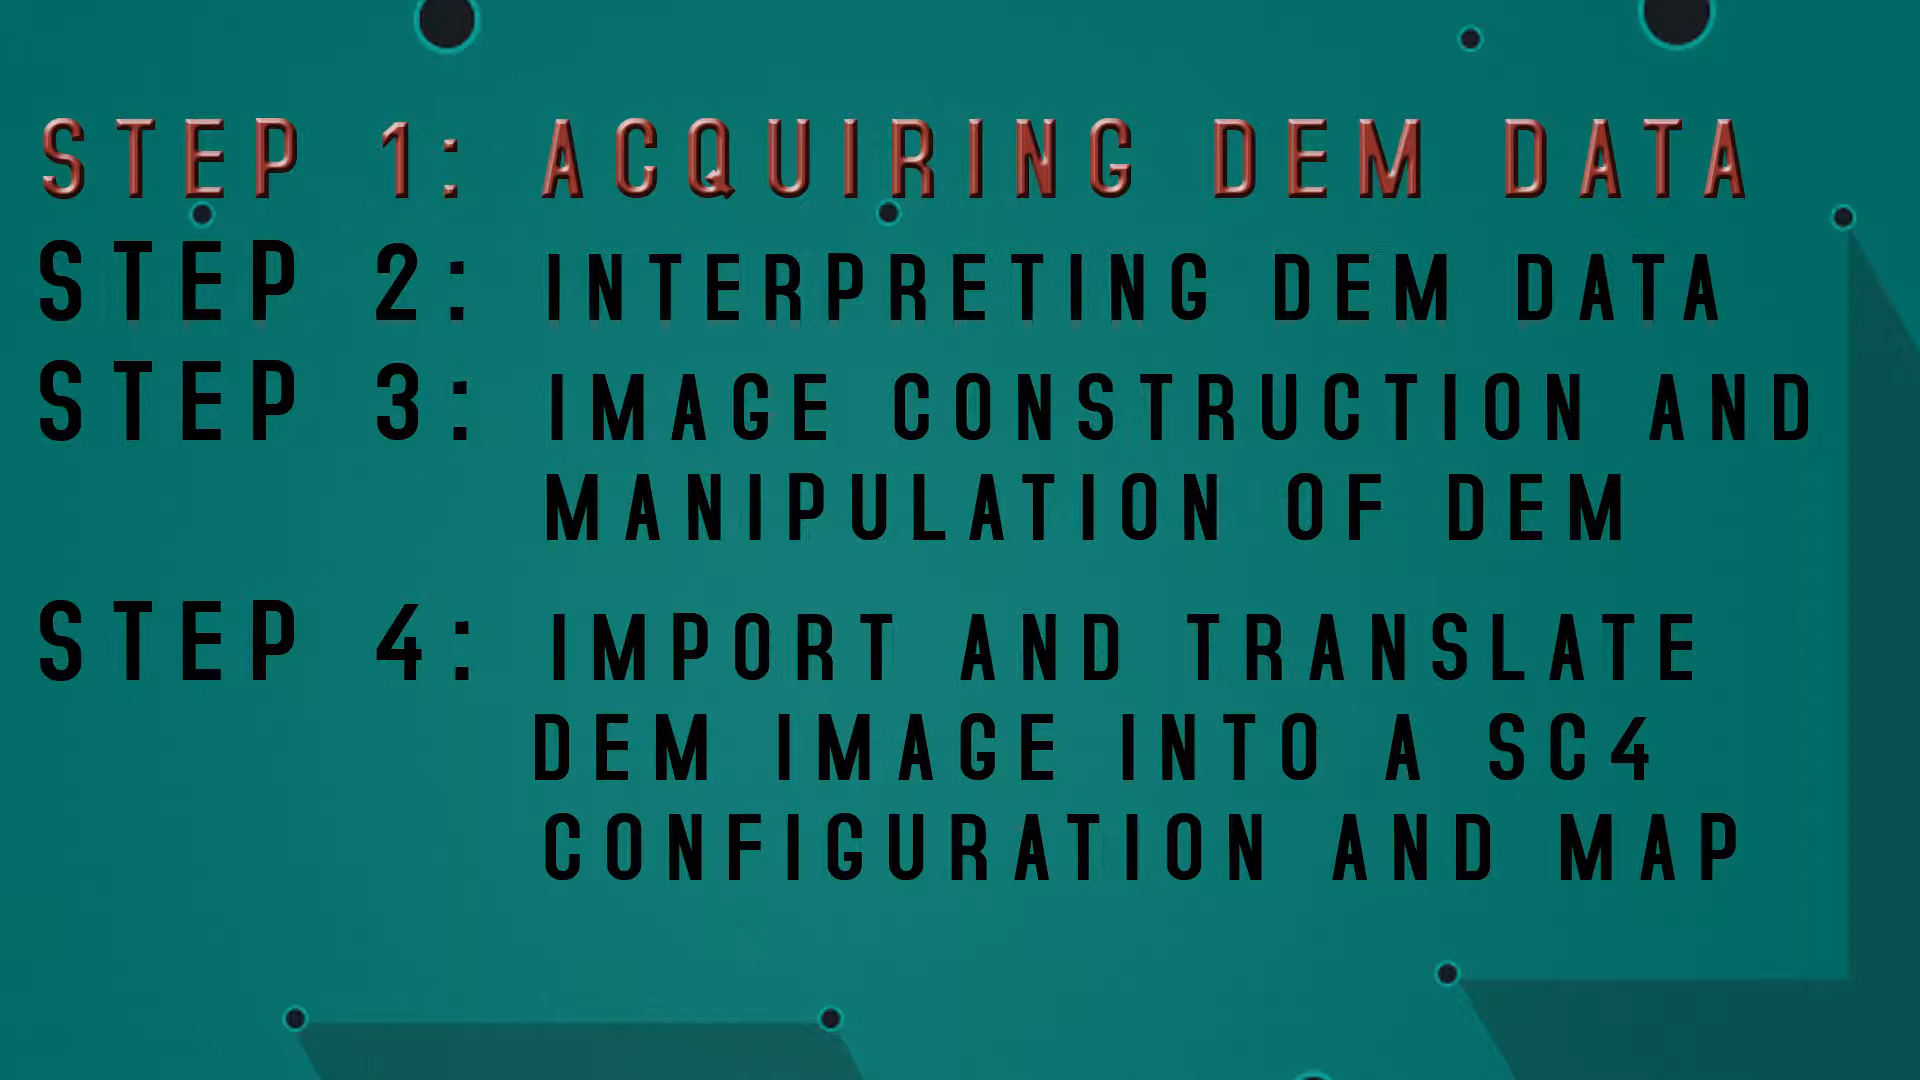 STEP 1: ACQUIRING DEM DATA
STEP 2: INTERPRETING DEM DATA
STEP 3: IMAGE CONSTRUCTION AND
MANIPULATION OF DEM
STEP 4: IMPORT AND TRANSLATE
DEM IMAGE INTO A SC4
CONFIGURATION AND MAP